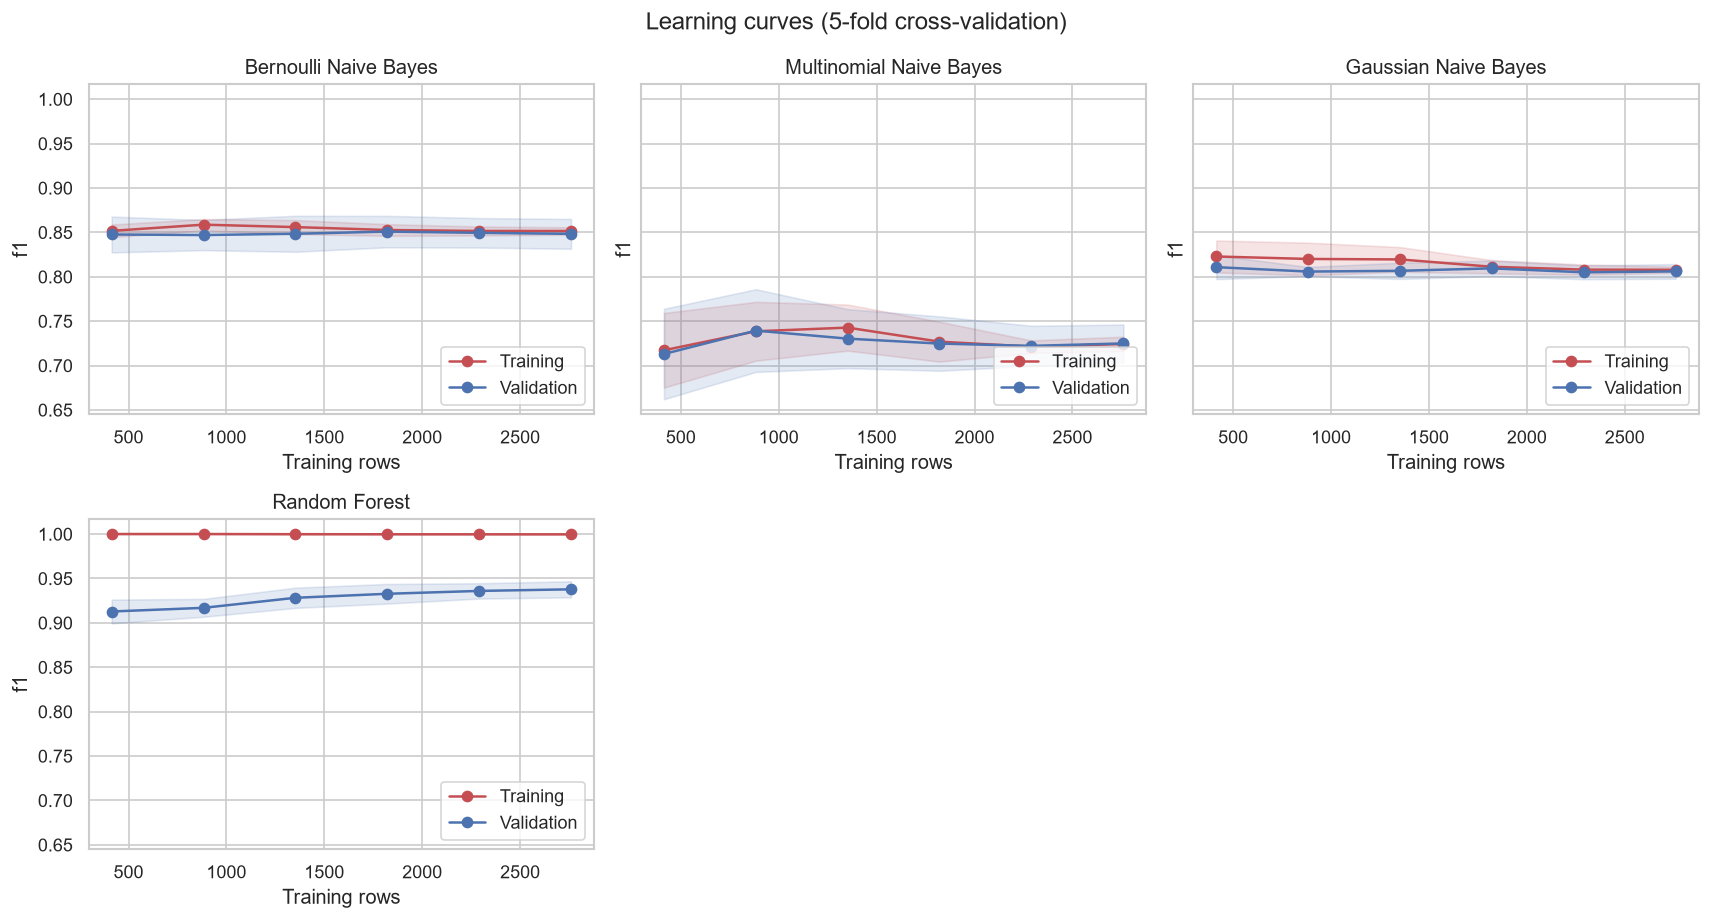 Learning curves (5-fold cross-validation)
Bernoulli Naive Bayes
1.00
0.95
0.90
0.85
0.80
0.75
0.70
0.65
f1
500 1000 1500 2000 2500
Training rows
Training
Validation
Multinomial Naive Bayes
f1
500 1000 1500 2000 2500
Training rows
Training
Validation
Gaussian Naive Bayes
f1
500 1000 1500 2000 2500
Training rows
Training
Validation
Random Forest
1.00
0.95
0.90
0.85
0.80
0.75
0.70
0.65
f1
500 1000 1500 2000 2500
Training rows
Training
Validation